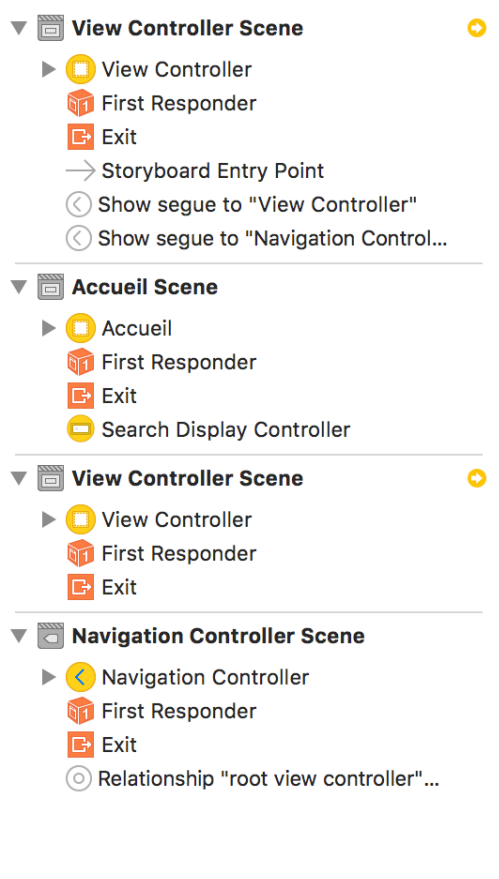 View Controller Scene
View Controller
First Responder
Exit
Storyboard Entry Point
Show segue to "View Controller"
Show segue to "Navigation Control...
Accueil Scene
Accueil
First Responder
Exit
Search Display Controller
View Controller Scene
View Controller
First Responder
Exit
Navigation Controller Scene
Navigation Controller
First Responder
Exit
Relationship "root view controller"...